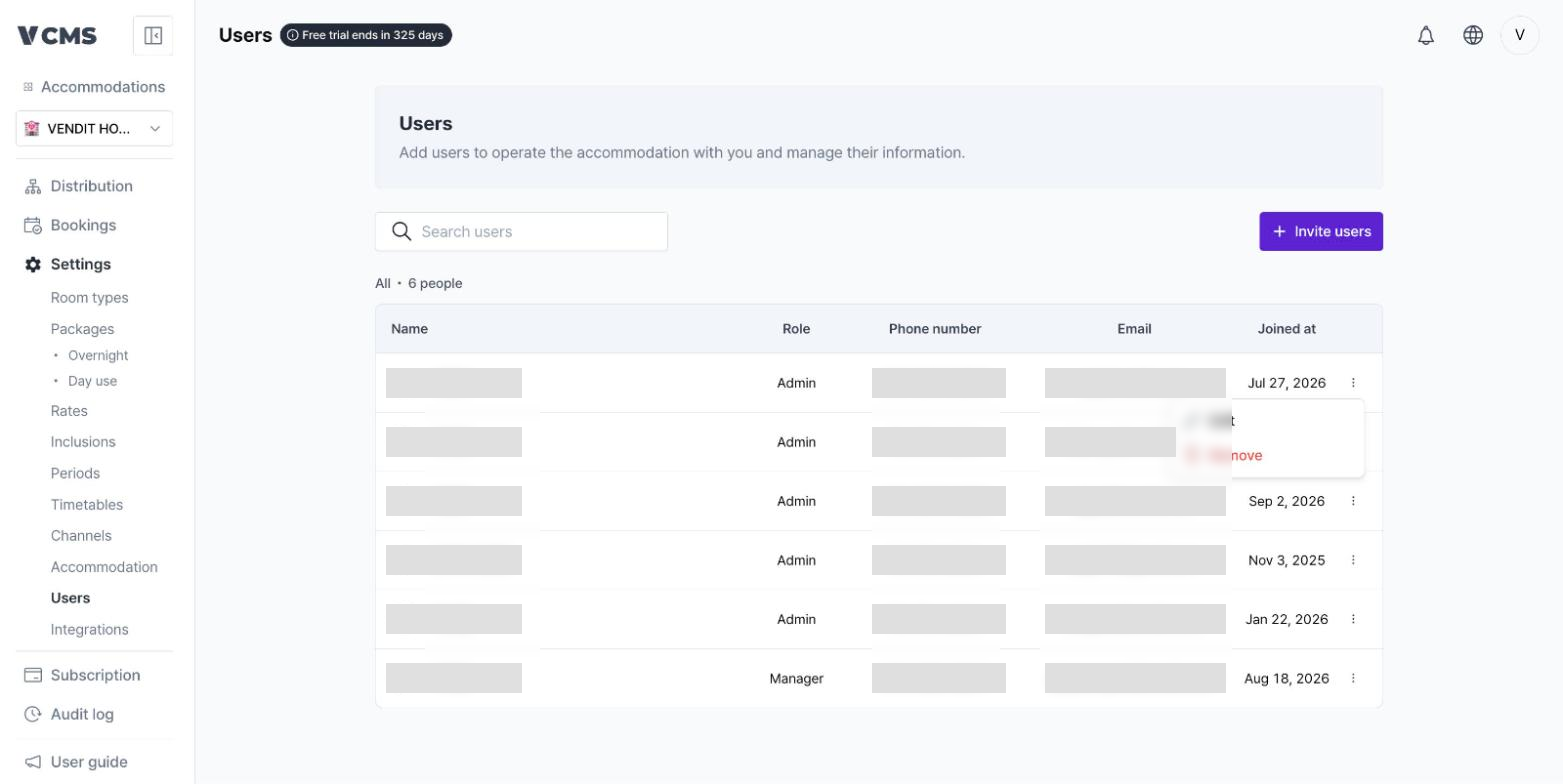 VCMS
Users
Free trial ends in 325 days
V
Accommodations
VENDIT HO...
Distribution
Bookings
Settings
Room types
Packages
• Overnight
• Day use
Rates
Inclusions
Periods
Timetables
Channels
Accommodation
Users
Integrations
Subscription
Audit log
User guide
Users
Add users to operate the accommodation with you and manage their information.
Search users
+ Invite users
All • 6 people
Name Role Phone number Email Joined at
Admin Jul 27, 2026
Admin
Admin Sep 2, 2026
Admin Nov 3, 2025
Admin Jan 22, 2026
Manager Aug 18, 2026